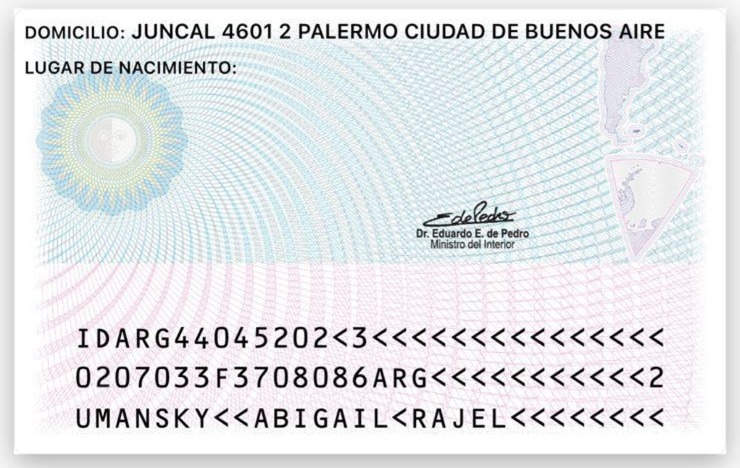 DOMICILIO: JUNCAL 4601 2 PALERMO CIUDAD DE BUENOS AIRE
LUGAR DE NACIMIENTO:
EdePedro
Dr. Eduardo E. de Pedro
Ministro del Interior
IDARG44045202<3<<<<<<<<<<<<<<<
0207033F3708086ARG<<<<<<<<<<<2
UMANSKY<<ABIGAIL<RAJEL<<<<<<<<